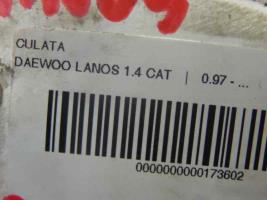 CULATA
DAEWOO LANOS 1.4 CAT | 0.97 - ...
0000000000173602